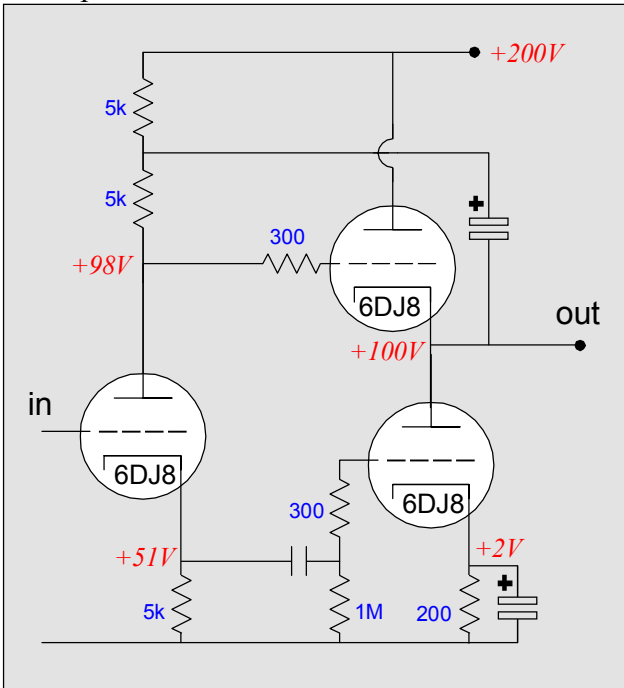 +200V
5k
5k
+
300
+98V
6DJ8
out
+100V
in
6DJ8
6DJ8
300
+51V
+2V
+
5k
1M
200